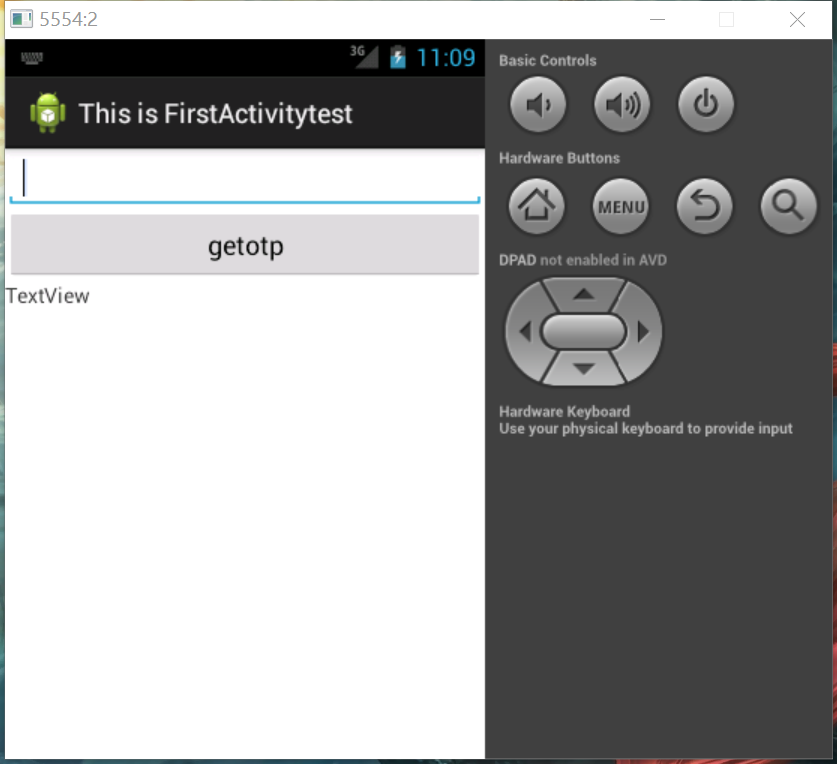 5554:2
3G 11:09
This is FirstActivitytest
getotp
TextView
Basic Controls
Hardware Buttons
MENU
DPAD not enabled in AVD
Hardware Keyboard
Use your physical keyboard to provide input